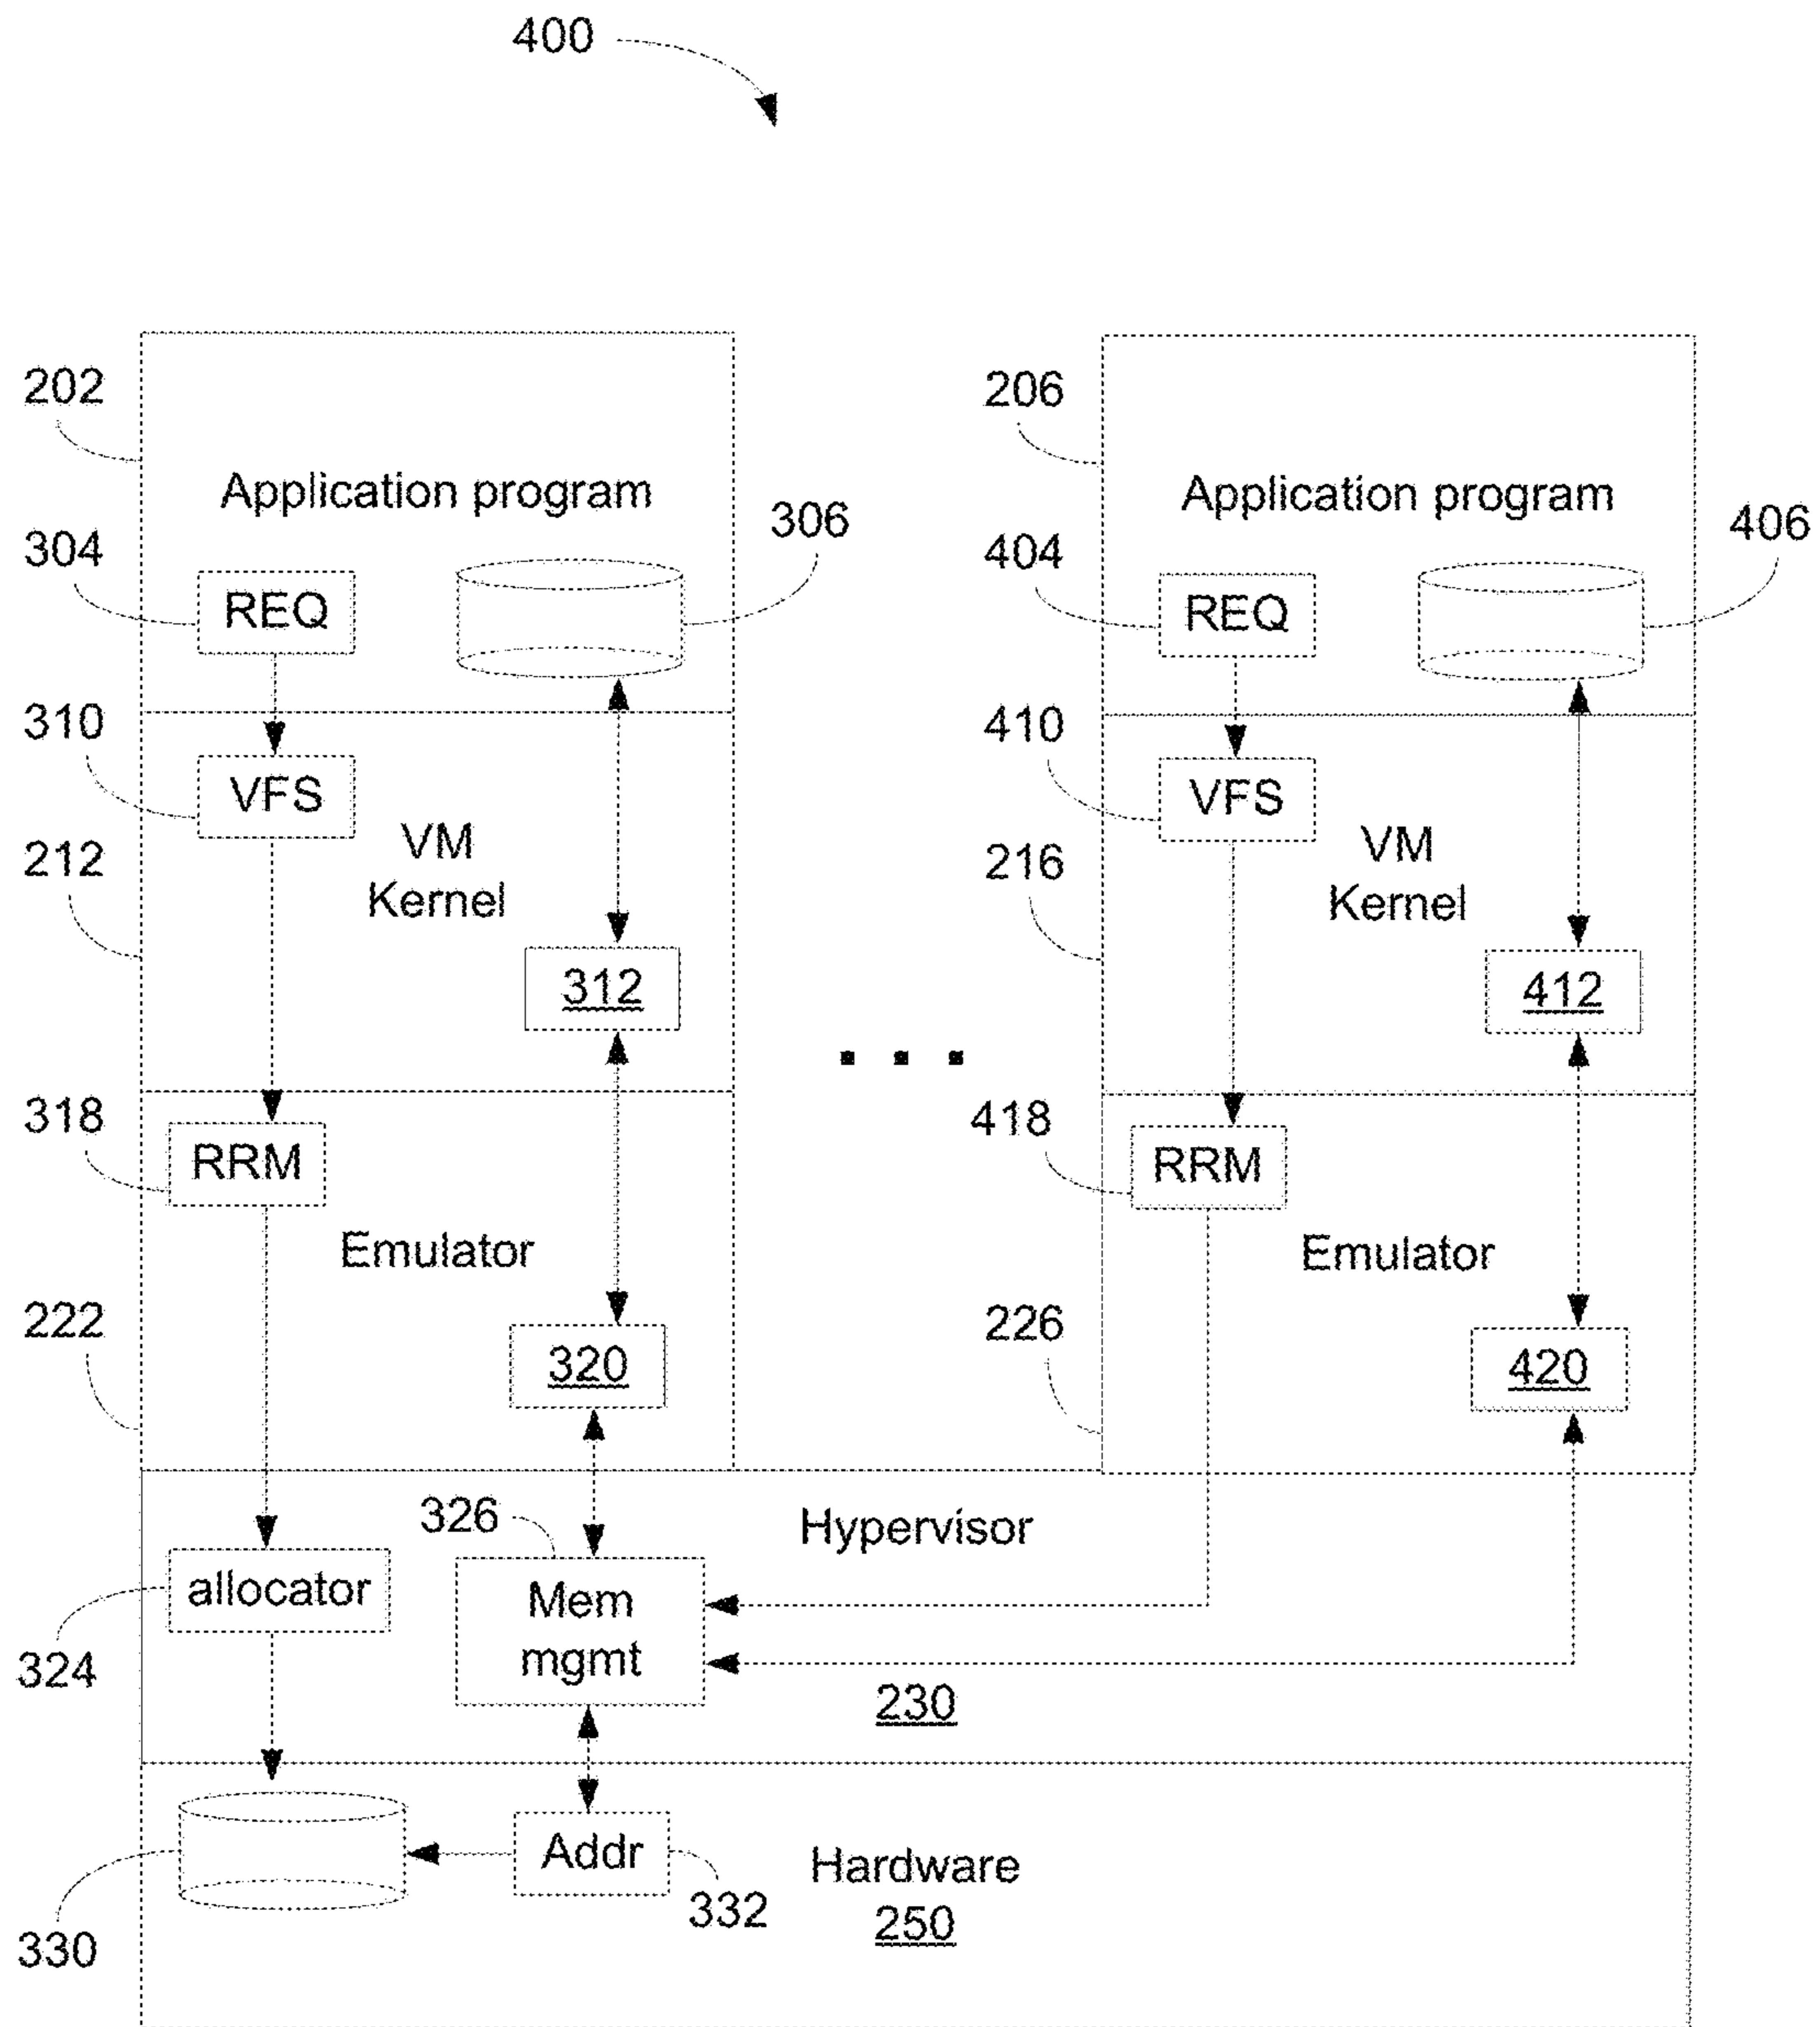 400
202
206
Application program
Application program
306
406
304
404
REQ
REQ
310
410
VFS
VFS
VM
Kernel
VM
Kernel
212
216
312
412
318
418
RRM
RRM
Emulator
Emulator
222
226
320
420
326
Hypervisor
allocator
Mem
mgmt
324
230
Addr
Hardware
332
250
330